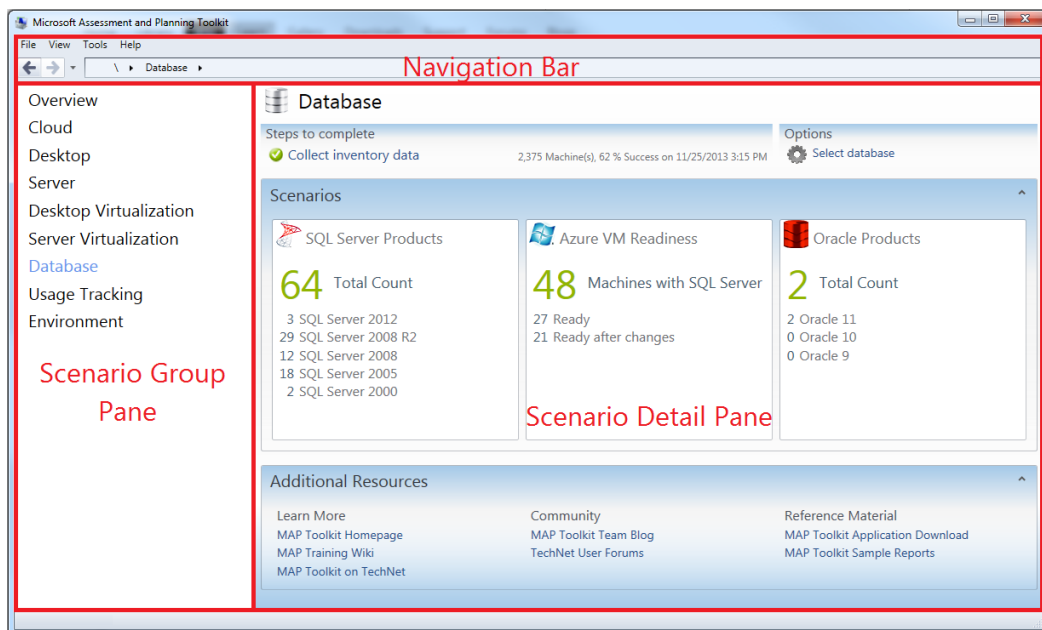 Microsoft Assessment and Planning Toolkit
File View Tools Help
\ Database
Navigation Bar
Overview
Cloud
Desktop
Server
Desktop Virtualization
Server Virtualization
Database
Usage Tracking
Environment
Scenario Group
Pane
Database
Steps to complete
Collect inventory data
2,375 Machine(s), 62 % Success on 11/25/2013 3:15 PM
Options
Select database
Scenarios
SQL Server Products
64 Total Count
3 SQL Server 2012
29 SQL Server 2008 R2
12 SQL Server 2008
18 SQL Server 2005
2 SQL Server 2000
Azure VM Readiness
48 Machines with SQL Server
27 Ready
21 Ready after changes
Scenario Detail Pane
Oracle Products
2 Total Count
2 Oracle 11
0 Oracle 10
0 Oracle 9
Additional Resources
Learn More
MAP Toolkit Homepage
MAP Training Wiki
MAP Toolkit on TechNet
Community
MAP Toolkit Team Blog
TechNet User Forums
Reference Material
MAP Toolkit Application Download
MAP Toolkit Sample Reports